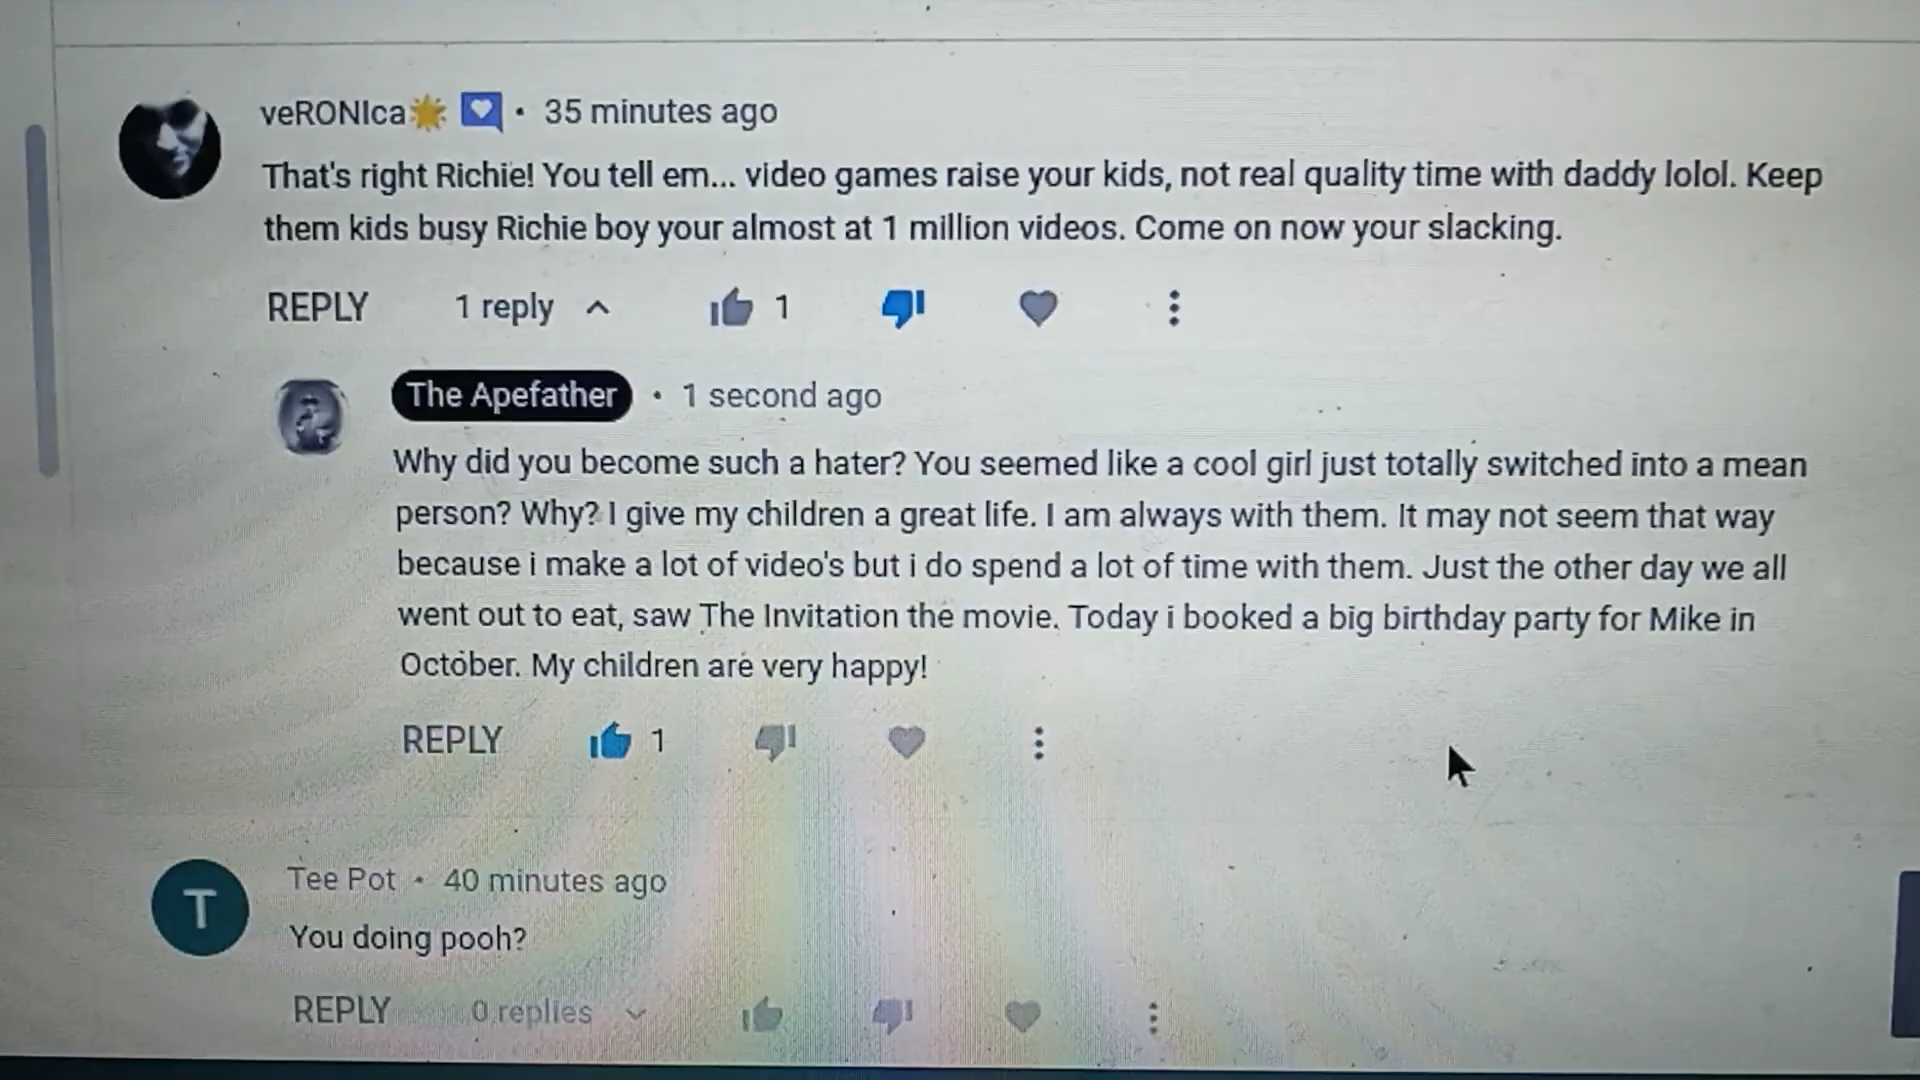 veRONIca🌟 · 35 minutes ago
That's right Richie! You tell em... video games raise your kids, not real quality time with daddy lolol. Keep
them kids busy Richie boy your almost at 1 million videos. Come on now your slacking.
REPLY 1 reply 1
The Apefather · 1 second ago
Why did you become such a hater? You seemed like a cool girl just totally switched into a mean
person? Why? I give my children a great life. I am always with them. It may not seem that way
because i make a lot of video's but i do spend a lot of time with them. Just the other day we all
went out to eat, saw The Invitation the movie. Today i booked a big birthday party for Mike in
October. My children are very happy!
REPLY 1
T
Tee Pot · 40 minutes ago
You doing pooh?
REPLY 0 replies